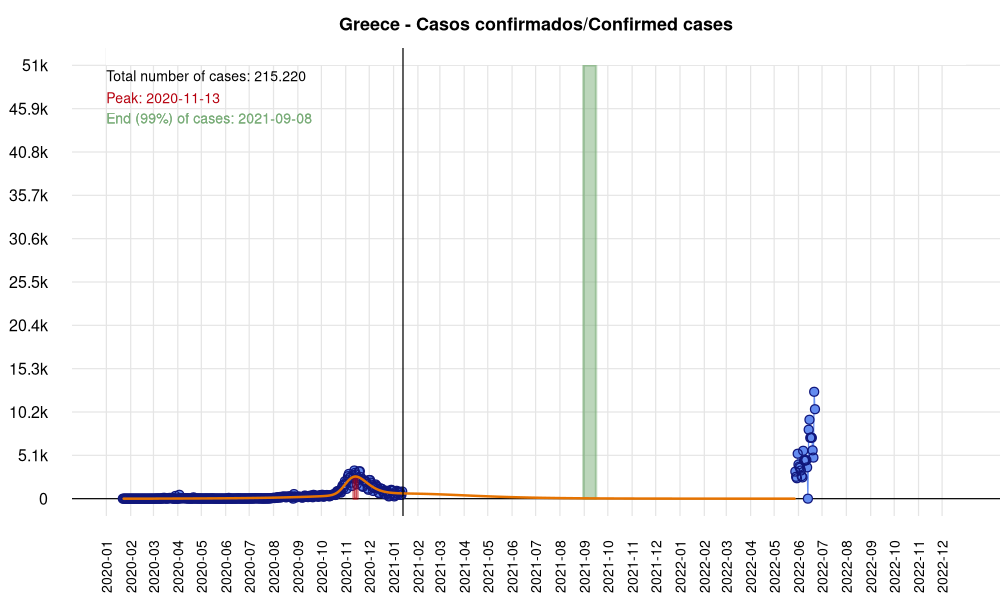 Greece - Casos confirmados/Confirmed cases
51k
Total number of cases: 215.220
Peak: 2020-11-13
End (99%) of cases: 2021-09-08
45.9k
40.8k
35.7k
30.6k
25.5k
20.4k
15.3k
10.2k
5.1k
0
2020-01
2020-02
2020-03
2020-04
2020-05
2020-06
2020-07
2020-08
2020-09
2020-10
2020-11
2020-12
2021-01
2021-02
2021-03
2021-04
2021-05
2021-06
2021-07
2021-08
2021-09
2021-10
2021-11
2021-12
2022-01
2022-02
2022-03
2022-04
2022-05
2022-06
2022-07
2022-08
2022-09
2022-10
2022-11
2022-12